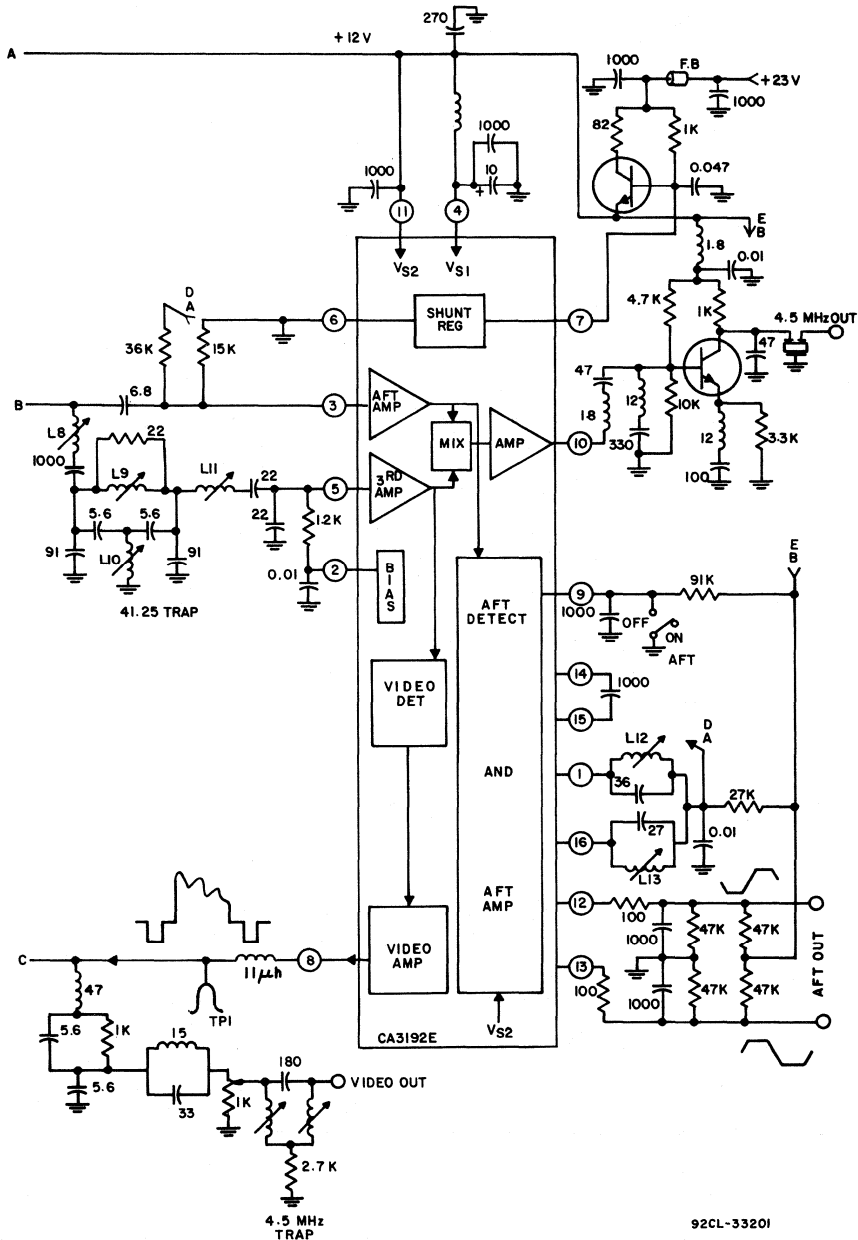 270
+12V
A
1000
F.B
+23V
1000
82
1K
1000
10
+
0.047
1000
11
4
E
B
1.8
0.01
VS2
VS1
D
A
6
SHUNT
REG
7
4.7K
1K
4.5 MHz OUT
36K
15K
47
47
6.8
B
3
AFT
AMP
12
10K
L8
18
22
MIX
AMP
10
12
3.3K
1000
330
L9
L11
22
5
3RD
AMP
100
5.6
5.6
22
1.2K
91
L10
91
0.01
2
BIAS
E
B
41.25 TRAP
AFT
DETECT
9
91K
1000
OFF
ON
AFT
VIDEO
DET
14
1000
15
D
A
L12
AND
1
36
27K
27
0.01
16
L13
AFT
AMP
12
100
47K
47K
1000
VIDEO
AMP
C
8
11µh
13
AFT OUT
47
100
1000
47K
47K
TP1
VS2
5.6
1K
CA3192E
15
5.6
180
VIDEO OUT
33
1K
2.7K
4.5 MHz
TRAP
92CL-33201